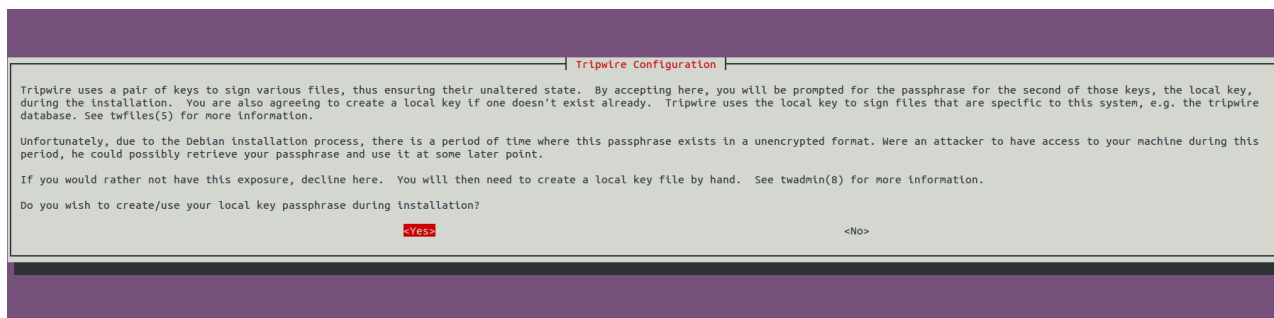 Tripwire Configuration
Tripwire uses a pair of keys to sign various files, thus ensuring their unaltered state.  By accepting here, you will be prompted for the passphrase for the second of those keys, the local key,
during the installation.  You are also agreeing to create a local key if one doesn't exist already.  Tripwire uses the local key to sign files that are specific to this system, e.g. the tripwire
database. See twfiles(5) for more information.
Unfortunately, due to the Debian installation process, there is a period of time where this passphrase exists in a unencrypted format. Were an attacker to have access to your machine during this
period, he could possibly retrieve your passphrase and use it at some later point.
If you would rather not have this exposure, decline here.  You will then need to create a local key file by hand.  See twadmin(8) for more information.
Do you wish to create/use your local key passphrase during installation?
<Yes> <No>